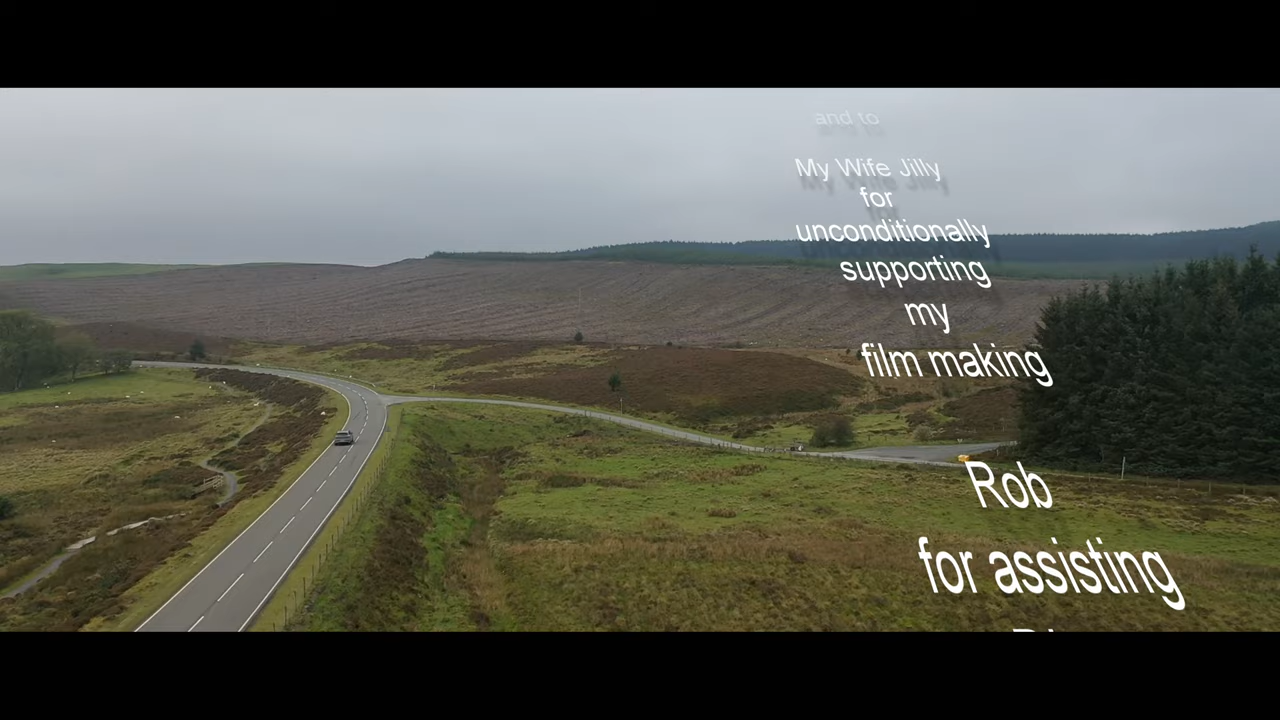 and to
My Wife Jilly
for
unconditionally
supporting
my
film making
Rob
for assisting